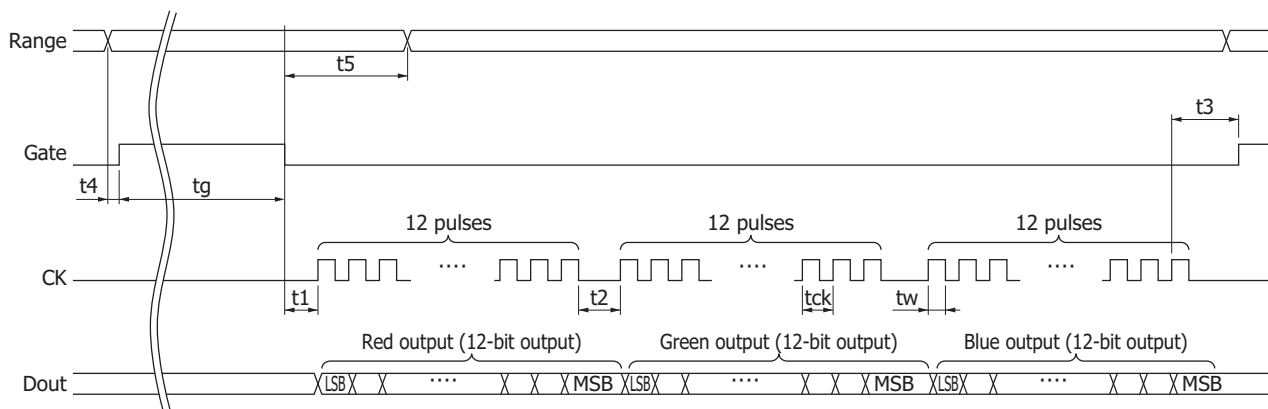 Range
t5
t3
Gate
t4
tg
12 pulses
12 pulses
12 pulses
····
····
····
CK
t1
t2
tck
tw
Red output (12-bit output)
Green output (12-bit output)
Blue output (12-bit output)
Dout
LSB
····
MSB
LSB
····
MSB
LSB
····
MSB